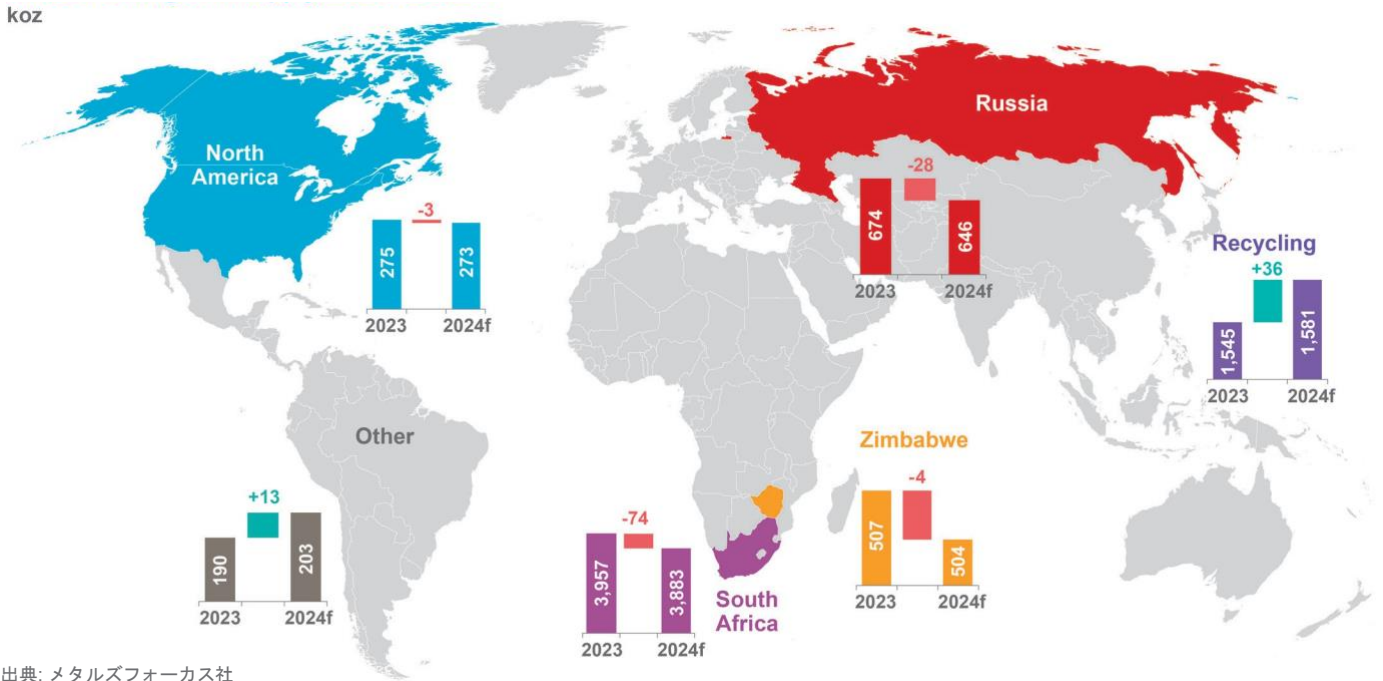 koz
North
America
-3
275
273
2023
2024f
Russia
-28
674
646
2023
2024f
Recycling
+36
1,545
1,581
2023
2024f
Other
+13
190
203
2023
2024f
-74
3,957
3,883
2023
2024f
South
Africa
Zimbabwe
-4
507
504
2023
2024f
出典: メタルズフォーカス社